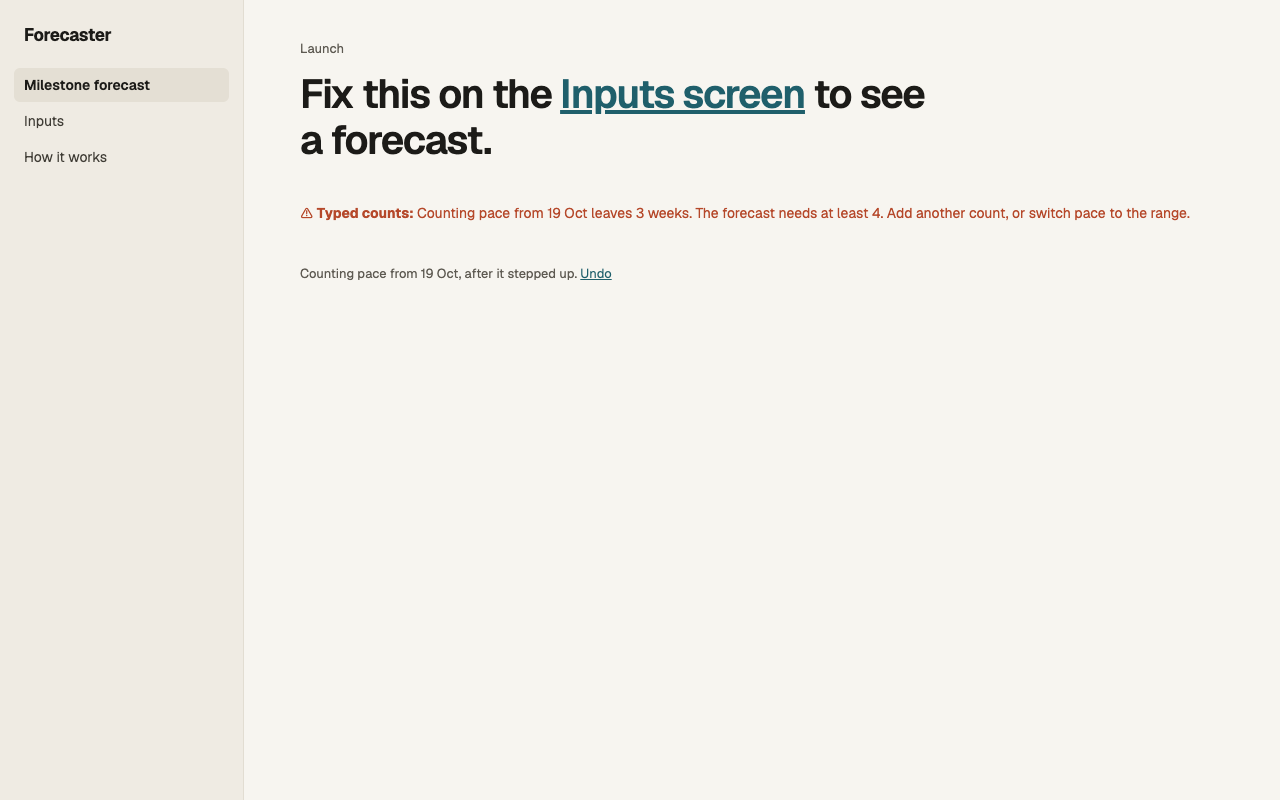 Forecaster
Milestone forecast
Inputs
How it works
Launch
Fix this on the Inputs screen to see
a forecast.
⚠ Typed counts: Counting pace from 19 Oct leaves 3 weeks. The forecast needs at least 4. Add another count, or switch pace to the range.
Counting pace from 19 Oct, after it stepped up. Undo